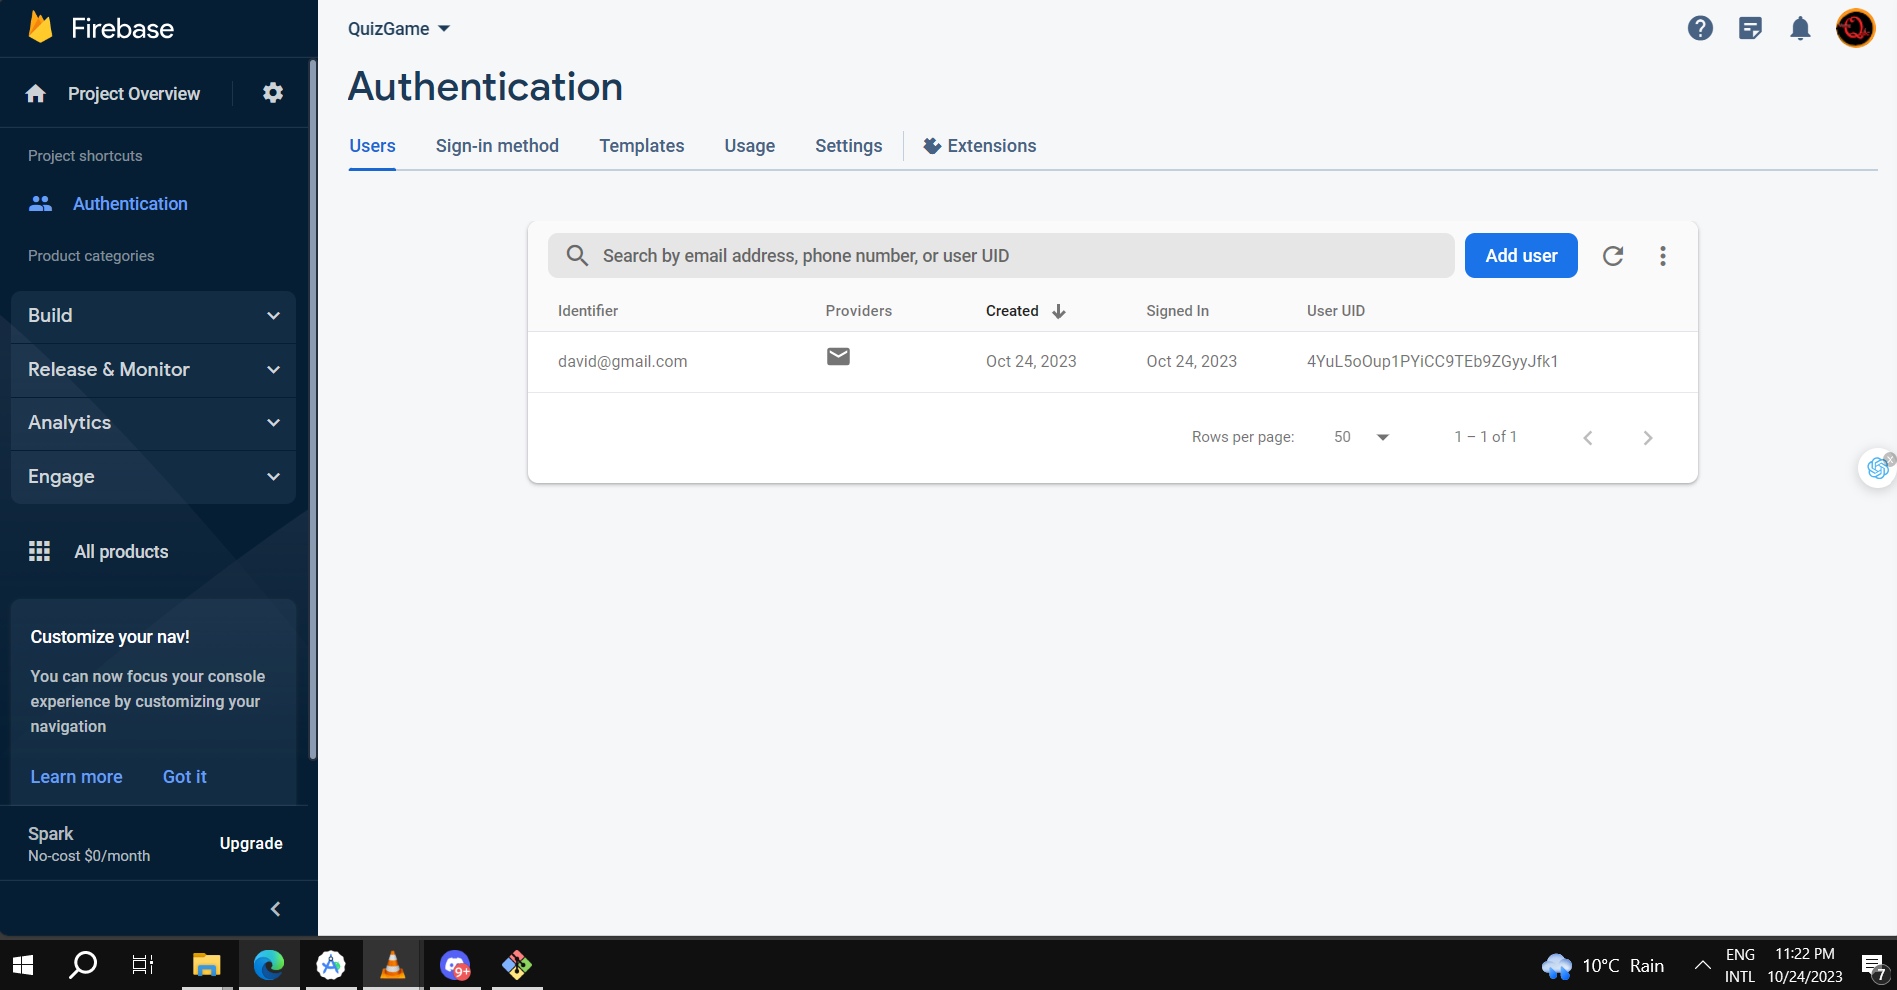 Firebase
Project Overview
Project shortcuts
Authentication
Product categories
Build
Release & Monitor
Analytics
Engage
All products
Customize your nav!
You can now focus your console
experience by customizing your
navigation
Learn more Got it
Spark
No-cost $0/month
Upgrade
QuizGame
Authentication
Users Sign-in method Templates Usage Settings Extensions
Search by email address, phone number, or user UID Add user
Identifier Providers Created Signed In User UID
david@gmail.com Oct 24, 2023 Oct 24, 2023 4YuL5oOup1PYiCC9TEb9ZGyyJfk1
Rows per page: 50 1 – 1 of 1
Q
x
9+
10°C Rain
ENG
INTL
11:22 PM
10/24/2023
7